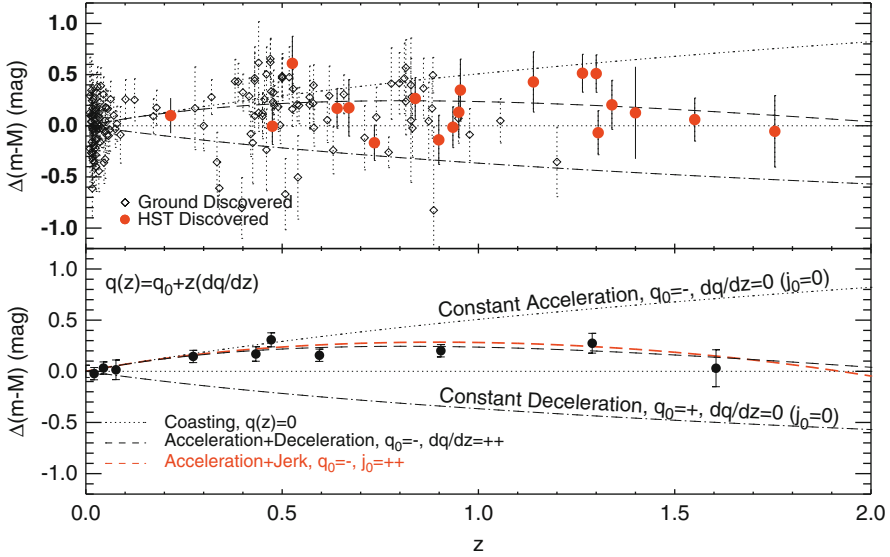 1.0
0.5
0.0
-0.5
-1.0
Δ(m-M) (mag)
Ground Discovered
HST Discovered
1.0
0.5
0.0
-0.5
-1.0
Δ(m-M) (mag)
q(z)=q₀+z(dq/dz)
Constant Acceleration, q₀=-, dq/dz=0 (j₀=0)
Constant Deceleration, q₀=+, dq/dz=0 (j₀=0)
Coasting, q(z)=0
Acceleration+Deceleration, q₀=-, dq/dz=++
Acceleration+Jerk, q₀=-, j₀=++
0.0 0.5 1.0 1.5 2.0
z